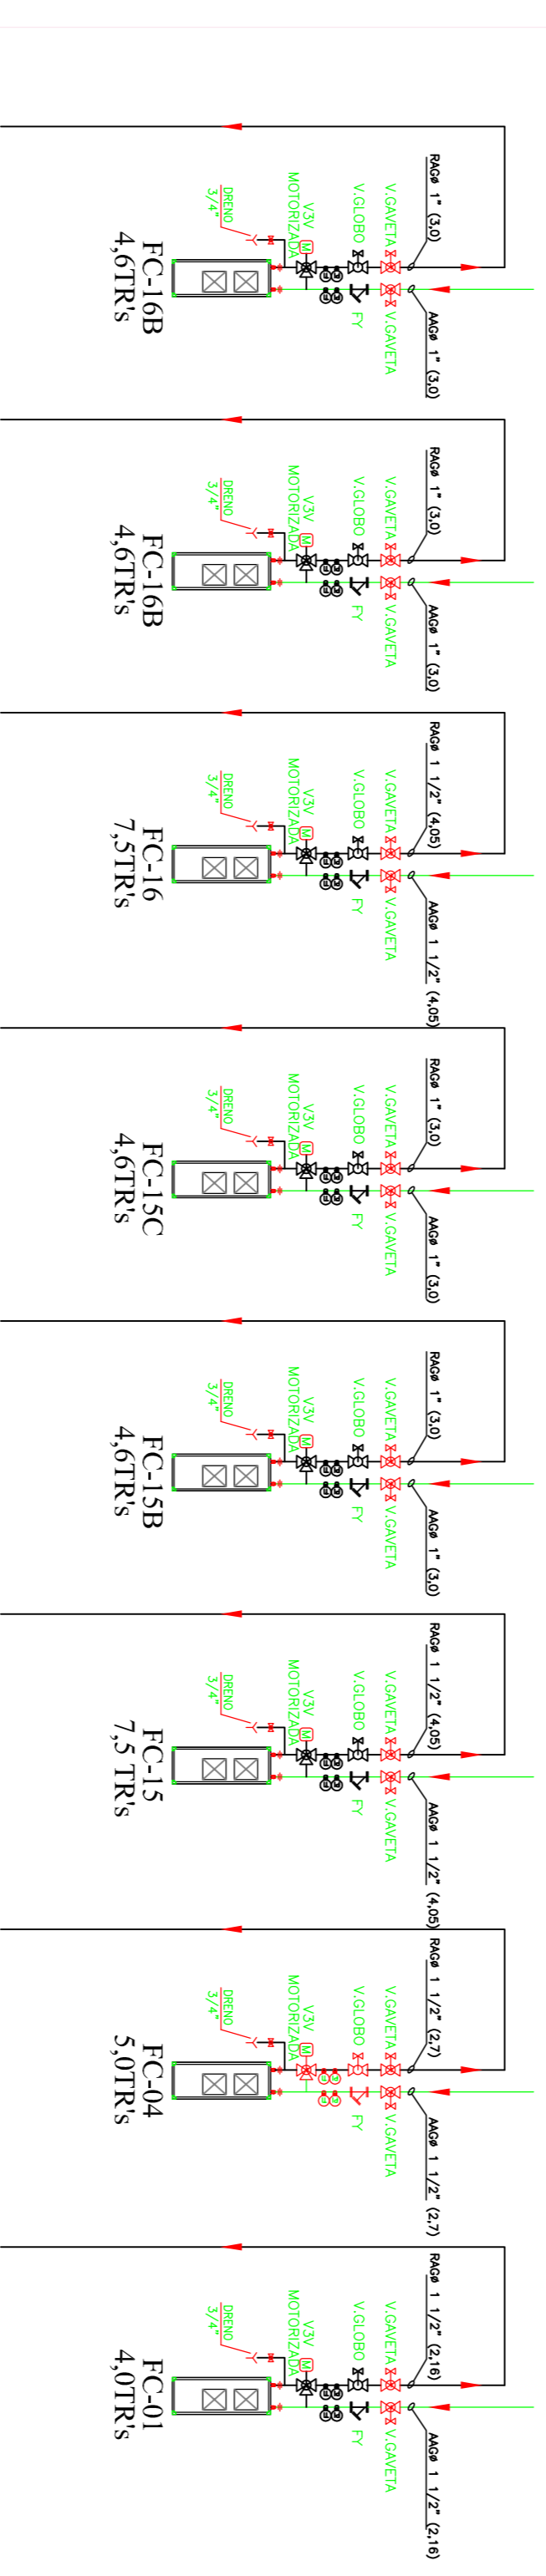 RAGØ 1" (3,0)
V.GAVETA
V.GLOBO
V3V
MOTORIZADA
M
DRENO
3/4"
FY
V.GAVETA
AAGØ 1" (3,0)
FC-16B
4,6TR's
RAGØ 1" (3,0)
V.GAVETA
V.GLOBO
V3V
MOTORIZADA
M
DRENO
3/4"
FY
V.GAVETA
AAGØ 1" (3,0)
FC-16B
4,6TR's
RAGØ 1 1/2" (4,05)
V.GAVETA
V.GLOBO
V3V
MOTORIZADA
M
DRENO
3/4"
FY
V.GAVETA
AAGØ 1 1/2" (4,05)
FC-16
7,5TR's
RAGØ 1" (3,0)
V.GAVETA
V.GLOBO
V3V
MOTORIZADA
M
DRENO
3/4"
FY
V.GAVETA
AAGØ 1" (3,0)
FC-15C
4,6TR's
RAGØ 1" (3,0)
V.GAVETA
V.GLOBO
V3V
MOTORIZADA
M
DRENO
3/4"
FY
V.GAVETA
AAGØ 1" (3,0)
FC-15B
4,6TR's
RAGØ 1 1/2" (4,05)
V.GAVETA
V.GLOBO
V3V
MOTORIZADA
M
DRENO
3/4"
FY
V.GAVETA
AAGØ 1 1/2" (4,05)
FC-15
7,5 TR's
RAGØ 1 1/2" (2,7)
V.GAVETA
V.GLOBO
V3V
MOTORIZADA
M
DRENO
3/4"
FY
V.GAVETA
AAGØ 1 1/2" (2,7)
FC-04
5,0TR's
RAGØ 1 1/2" (2,16)
V.GAVETA
V.GLOBO
V3V
MOTORIZADA
M
DRENO
3/4"
FY
V.GAVETA
AAGØ 1 1/2" (2,16)
FC-01
4,0TR's